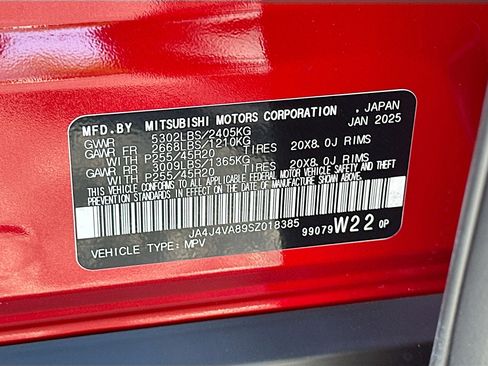 MFD.BY MITSUBISHI MOTORS CORPORATION , JAPAN
GVWR 5302LBS/2405KG JAN 2025
GAWR FR 2668LBS/1210KG
WITH P255/45R20 TIRES 20X8.0J RIMS
GAWR RR 3009LBS/1365KG
WITH P255/45R20 TIRES 20X8.0J RIMS
THIS VEHICLE CONFORMS TO ALL APPLICABLE FEDERAL MOTOR VEHICLE SAFETY AND THEFT
PREVENTION STANDARDS IN EFFECT ON THE DATE OF MANUFACTURE SHOWN ABOVE.
JA4J4VA89SZ018385
VEHICLE TYPE: MPV 99079 W22 0P